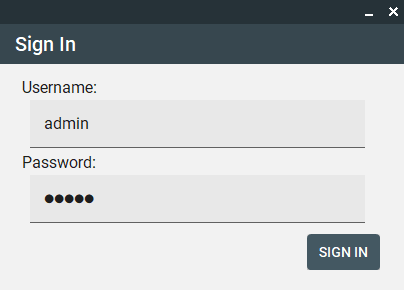 Sign In
Username:
admin
Password:
●●●●●
SIGN IN